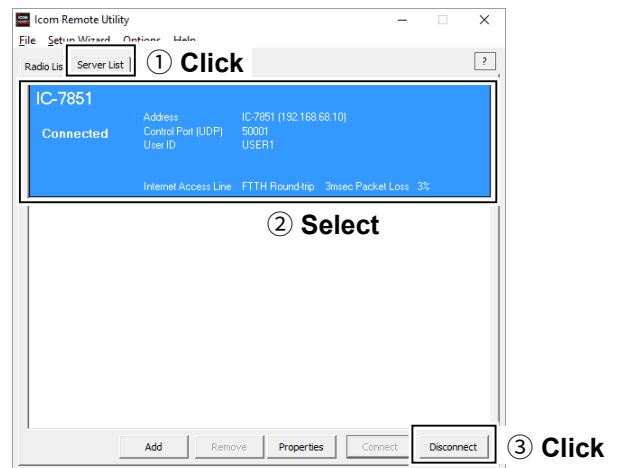 Icom Remote Utility
File Setup Wizard Options Help
Radio Lis Server List ① Click ?
IC-7851
Connected
Address IC-7851 (192.168.68.10)
Control Port (UDP) 50001
User ID USER1
Internet Access Line FTTH Round-trip 3msec Packet Loss 3%
② Select
Add Remove Properties Connect Disconnect ③ Click